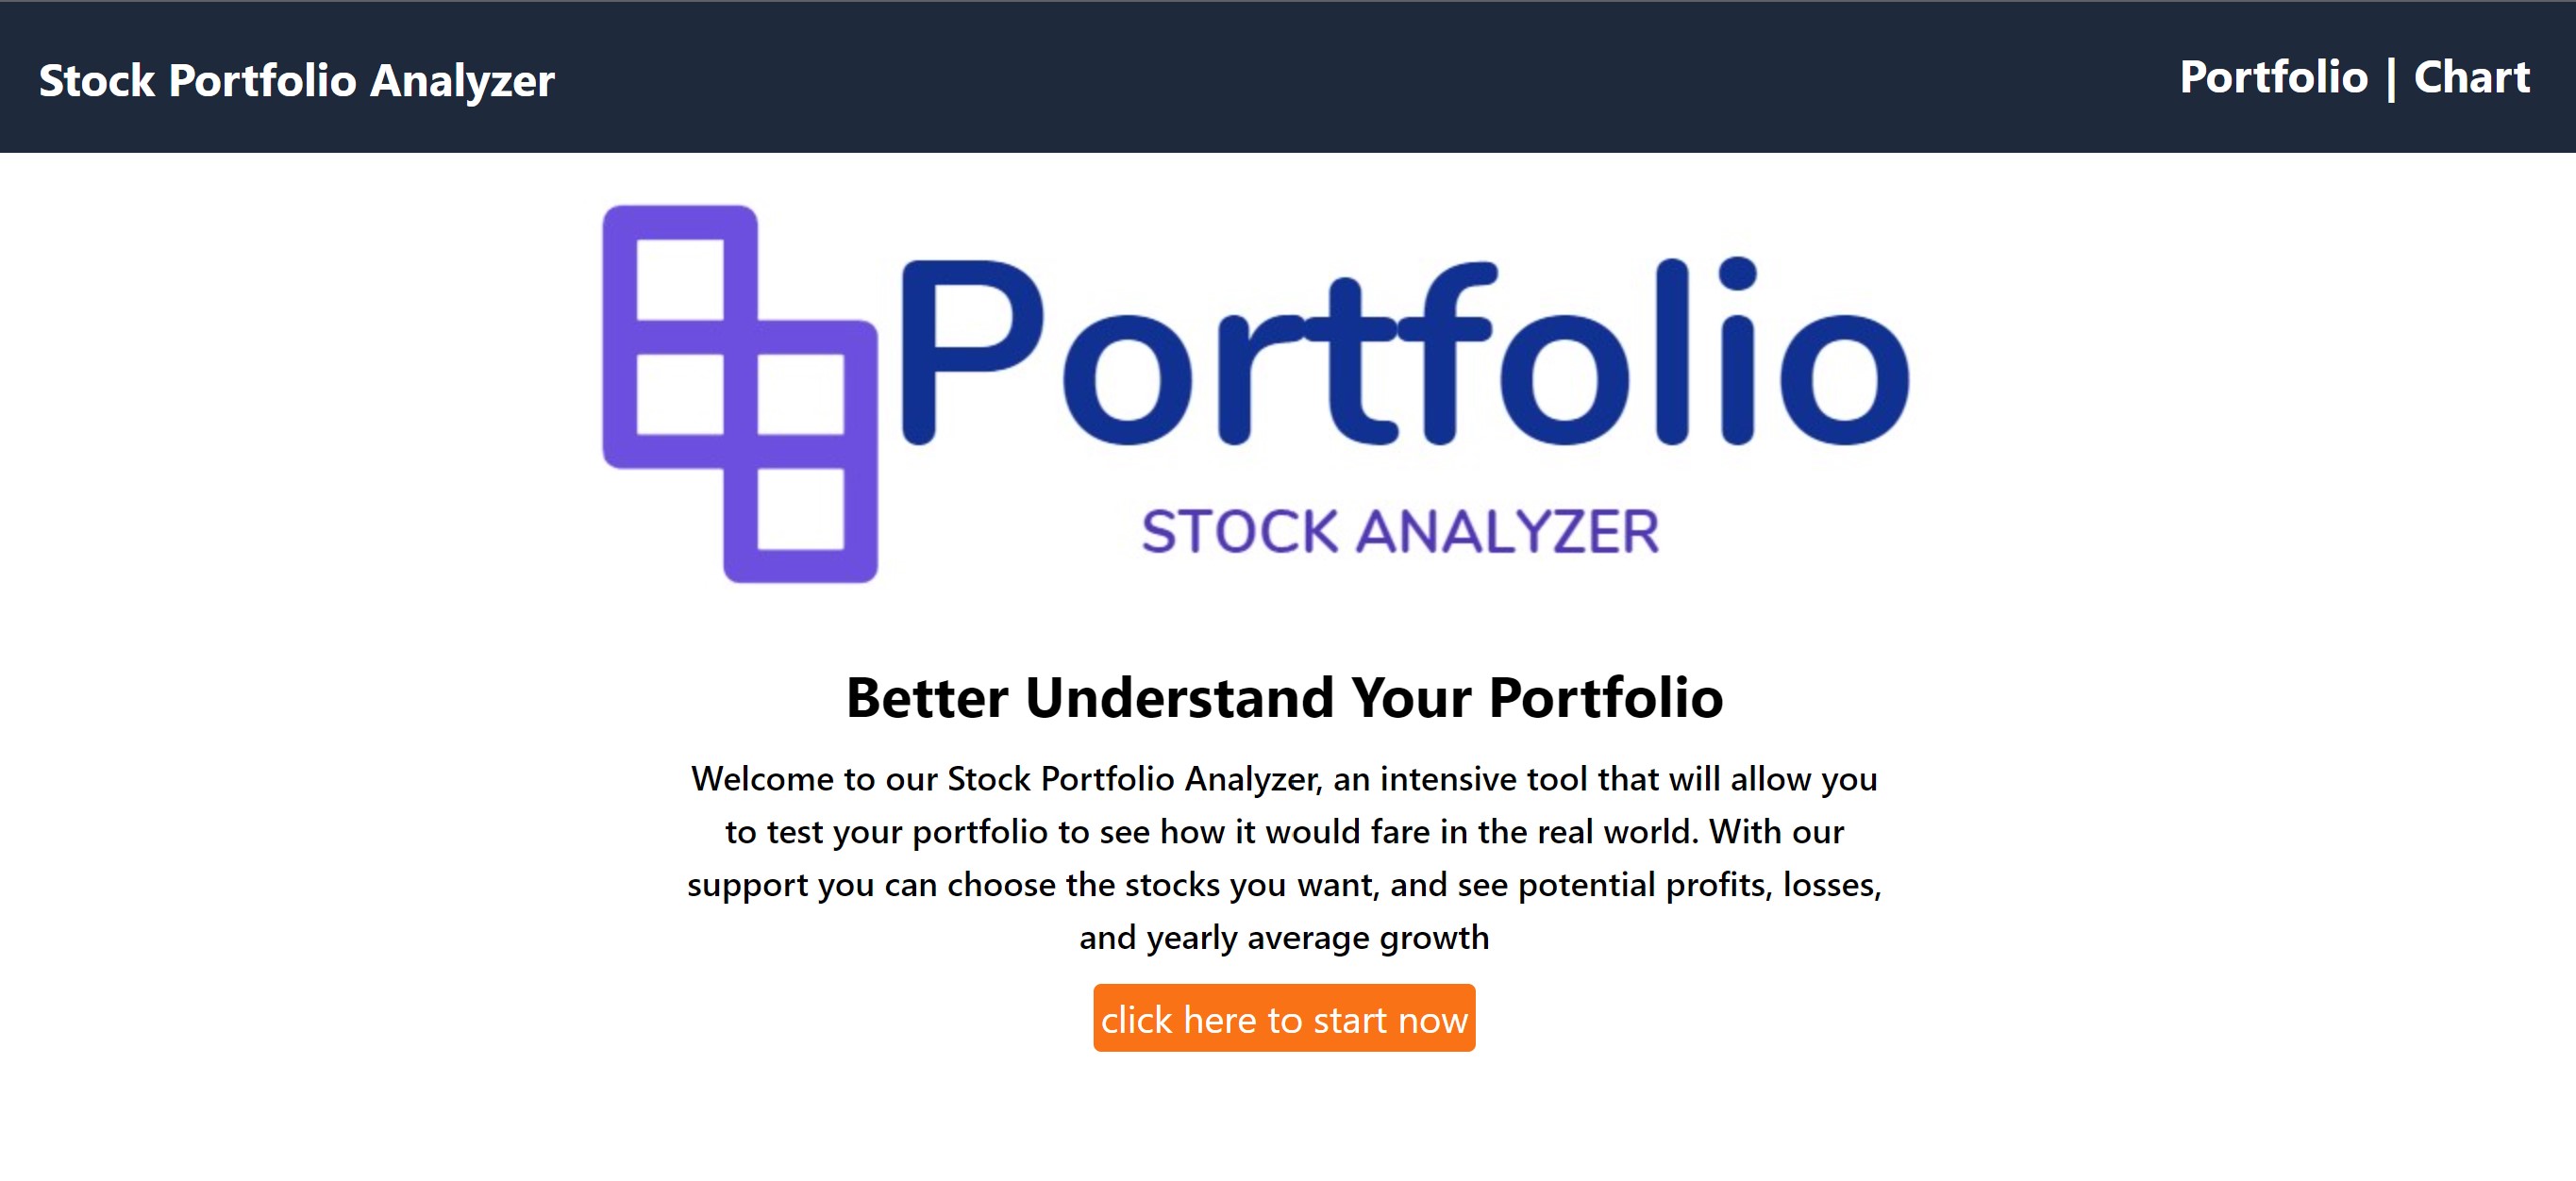 Stock Portfolio Analyzer
Portfolio | Chart
Portfolio
STOCK ANALYZER
Better Understand Your Portfolio
Welcome to our Stock Portfolio Analyzer, an intensive tool that will allow you
to test your portfolio to see how it would fare in the real world. With our
support you can choose the stocks you want, and see potential profits, losses,
and yearly average growth
click here to start now